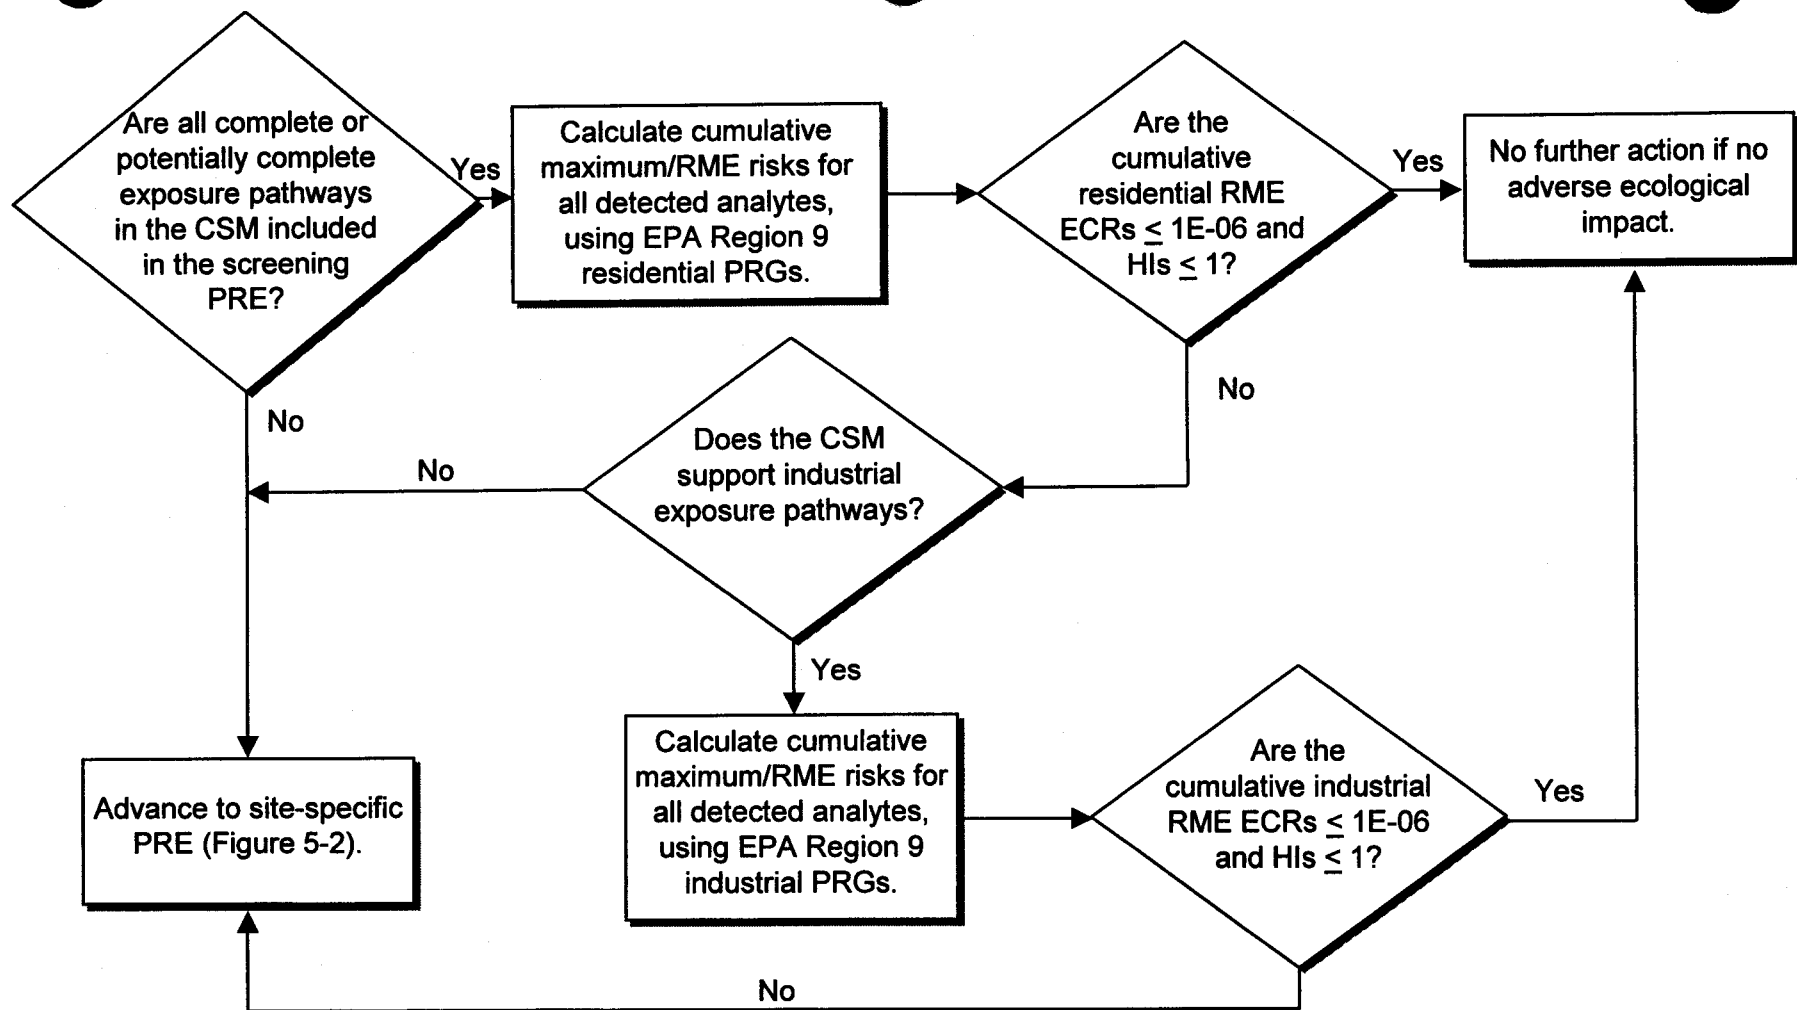 Are all complete or
potentially complete
exposure pathways
in the CSM included
in the screening
PRE?
Yes
Calculate cumulative
maximum/RME risks for
all detected analytes,
using EPA Region 9
residential PRGs.
Are the
cumulative
residential RME
ECRs ≤ 1E-06 and
HIs ≤ 1?
Yes
No further action if no
adverse ecological
impact.
No
No
Does the CSM
support industrial
exposure pathways?
No
Yes
Calculate cumulative
maximum/RME risks for
all detected analytes,
using EPA Region 9
industrial PRGs.
Are the
cumulative industrial
RME ECRs ≤ 1E-06
and HIs ≤ 1?
Yes
Advance to site-specific
PRE (Figure 5-2).
No